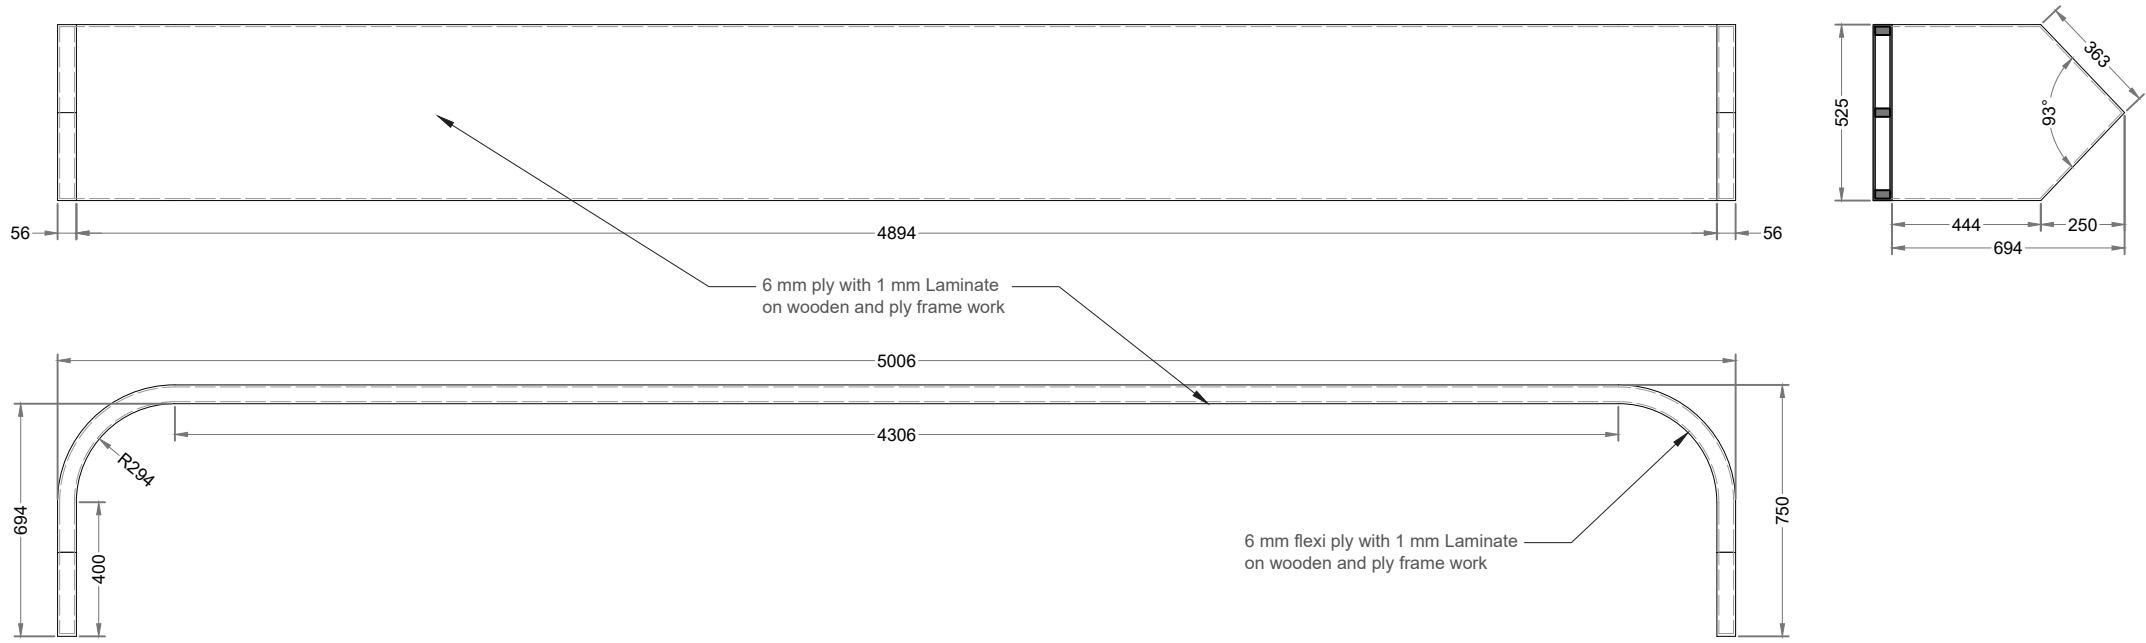 363
525
93°
56
4894
56
444
250
694
6 mm ply with 1 mm Laminate
on wooden and ply frame work
5006
4306
R294
694
400
750
6 mm flexi ply with 1 mm Laminate
on wooden and ply frame work